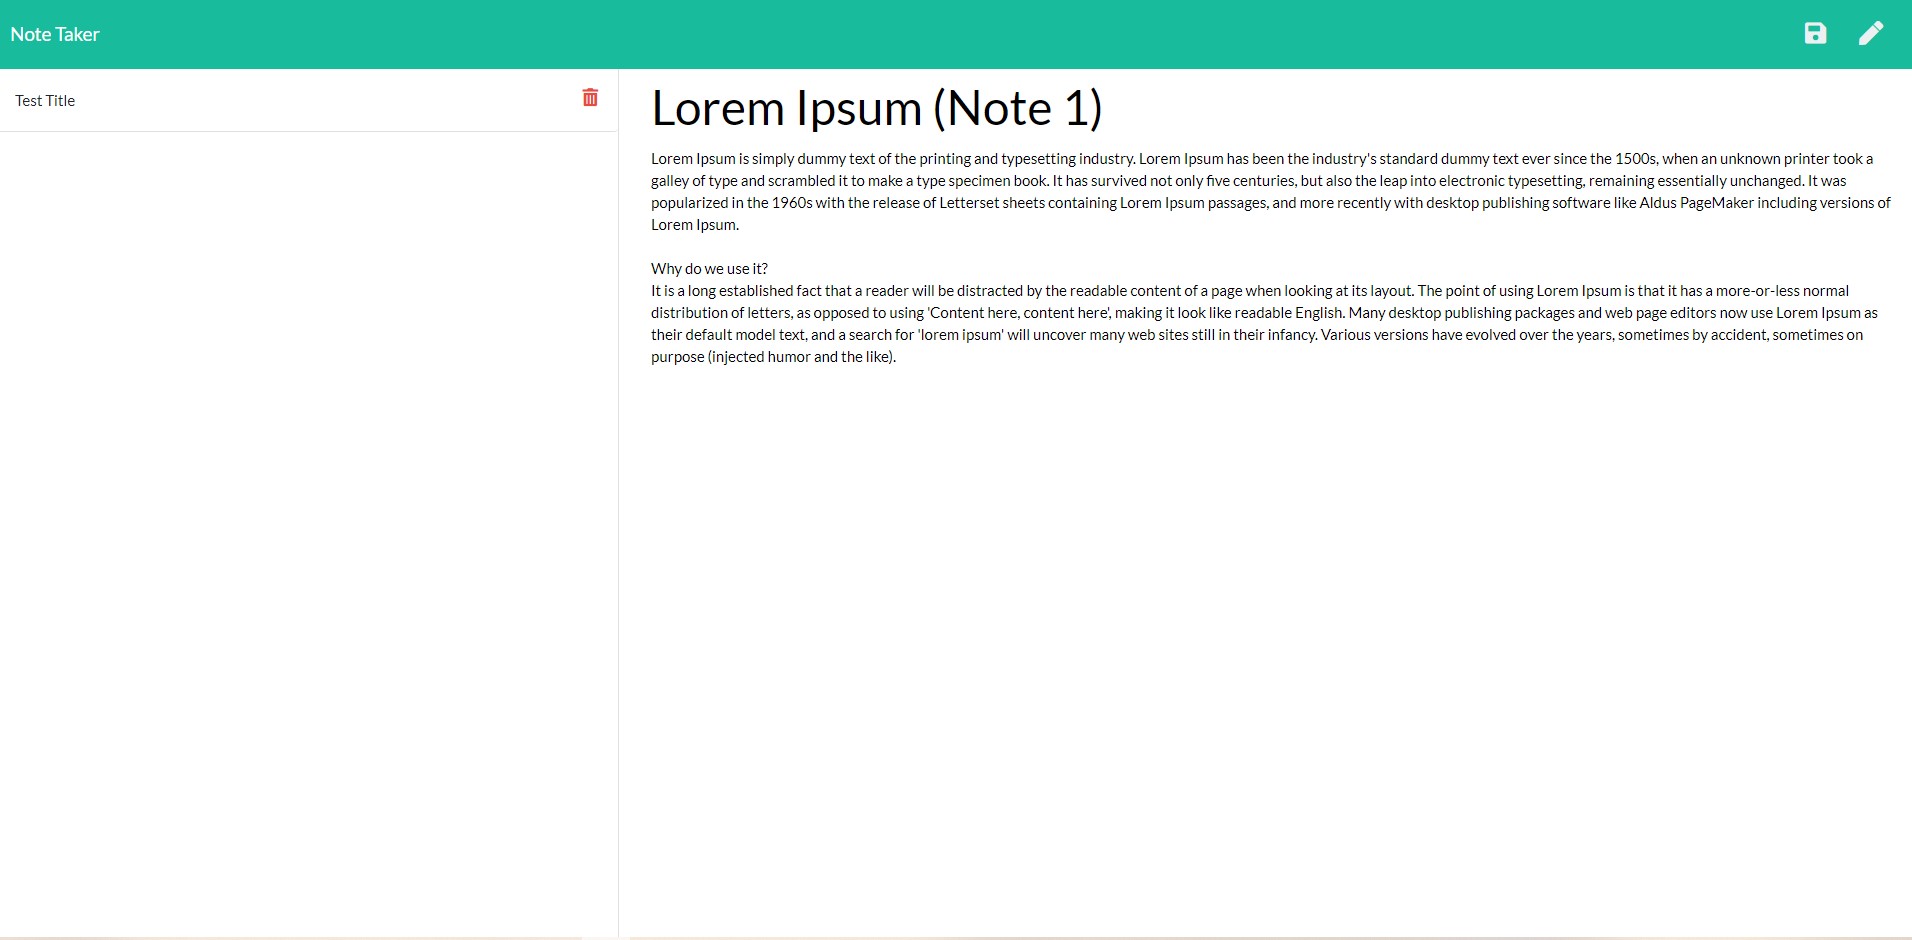 Note Taker
Test Title
Lorem Ipsum (Note 1)
Lorem Ipsum is simply dummy text of the printing and typesetting industry. Lorem Ipsum has been the industry's standard dummy text ever since the 1500s, when an unknown printer took a
galley of type and scrambled it to make a type specimen book. It has survived not only five centuries, but also the leap into electronic typesetting, remaining essentially unchanged. It was
popularized in the 1960s with the release of Letterset sheets containing Lorem Ipsum passages, and more recently with desktop publishing software like Aldus PageMaker including versions of
Lorem Ipsum.
Why do we use it?
It is a long established fact that a reader will be distracted by the readable content of a page when looking at its layout. The point of using Lorem Ipsum is that it has a more-or-less normal
distribution of letters, as opposed to using 'Content here, content here', making it look like readable English. Many desktop publishing packages and web page editors now use Lorem Ipsum as
their default model text, and a search for 'lorem ipsum' will uncover many web sites still in their infancy. Various versions have evolved over the years, sometimes by accident, sometimes on
purpose (injected humor and the like).